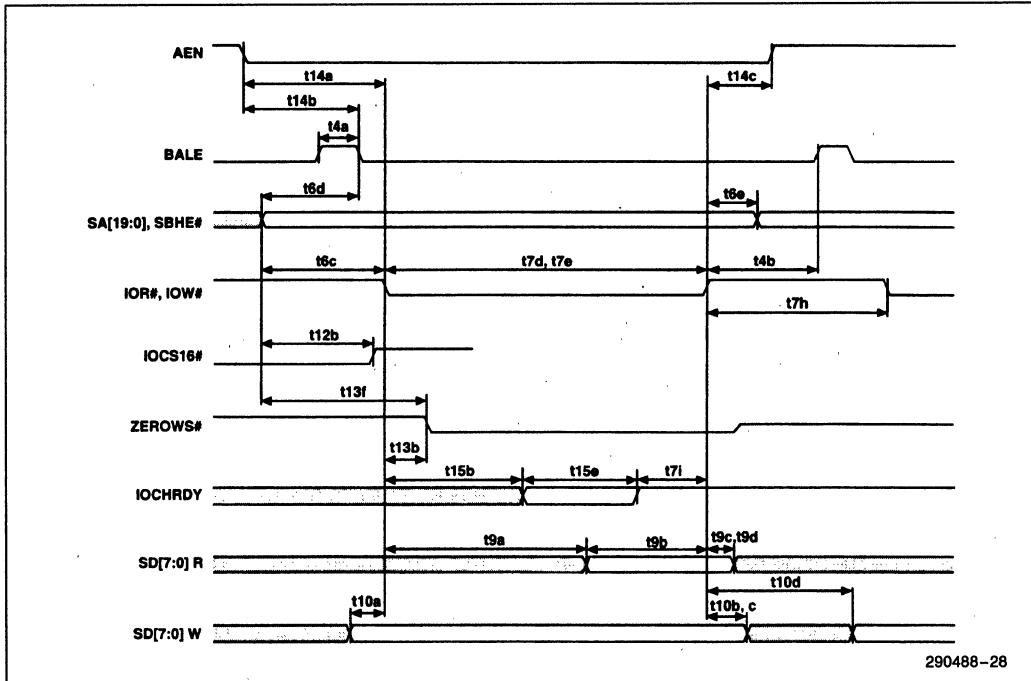 AEN
t14a
t14c
t14b
t4a
BALE
t6d
t6e
SA[19:0], SBHE#
t6c
t7d, t7e
t4b
IOR#, IOW#
t7h
t12b
IOCS16#
t13f
ZEROWS#
t13b
t15b
t15e
t7i
IOCHRDY
t9a
t9b
t9c, t9d
SD[7:0] R
t10d
t10a
t10b, c
SD[7:0] W
290488-28